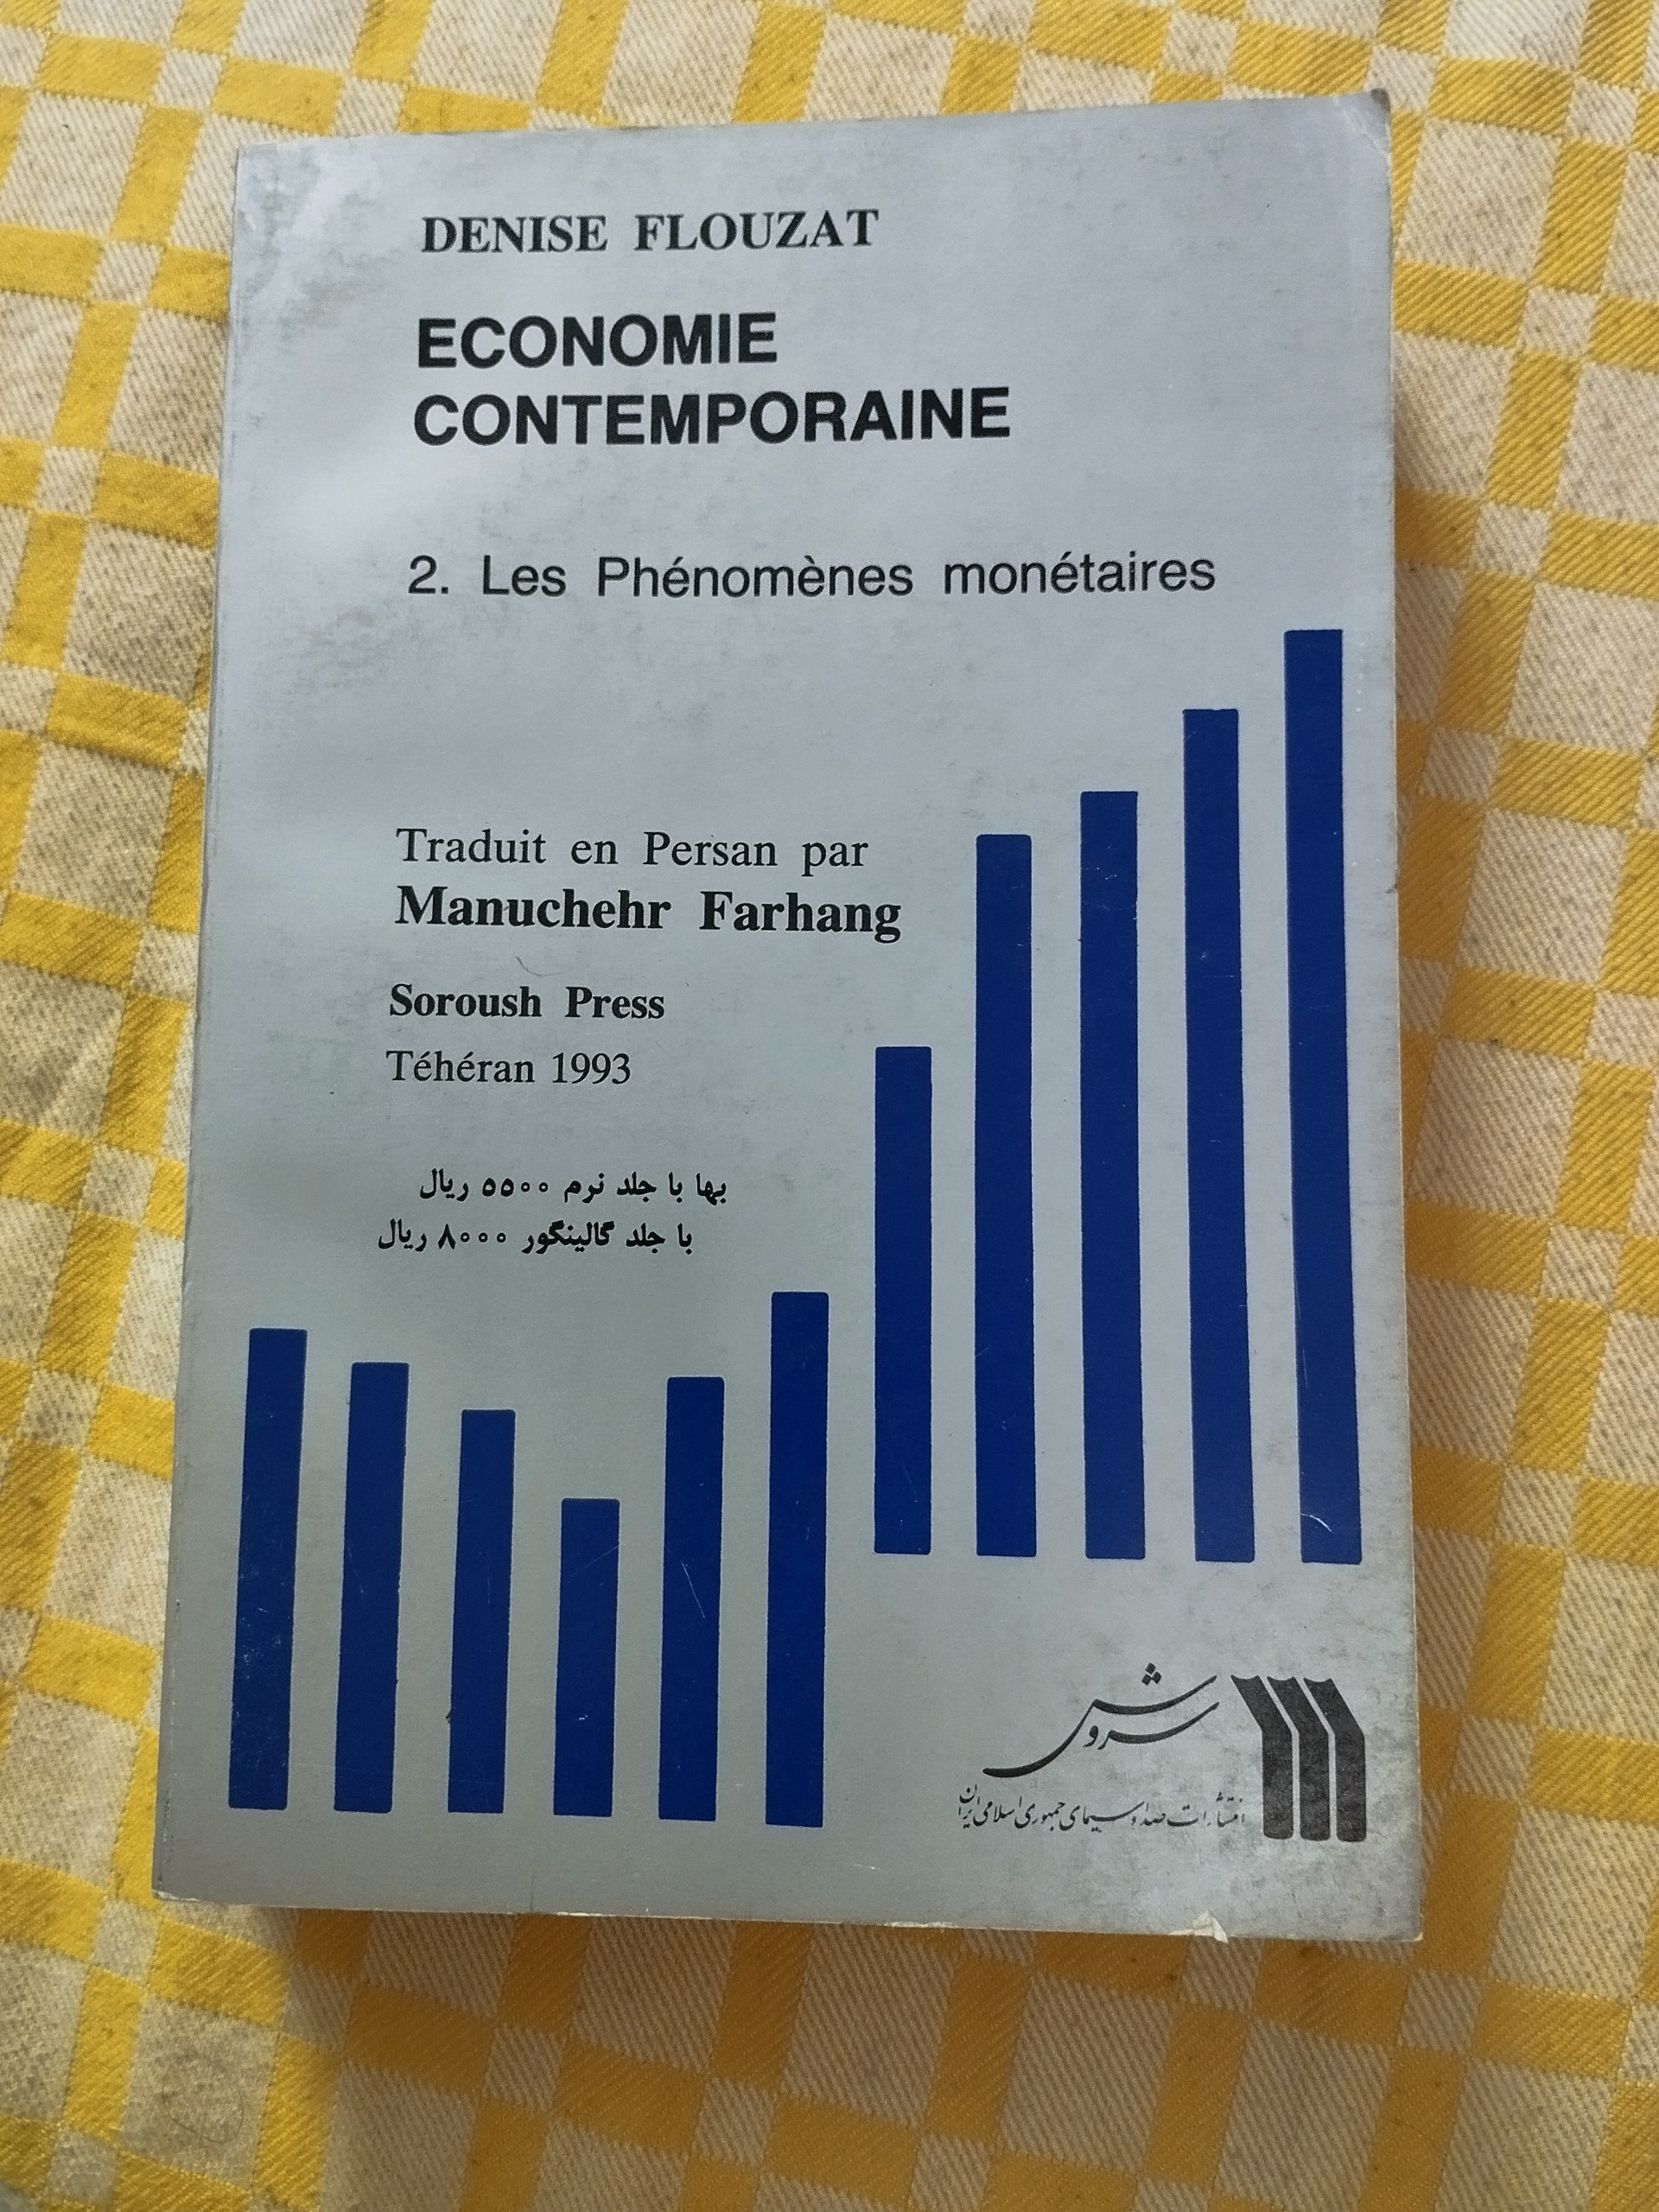 DENISE FLOUZAT
ECONOMIE
CONTEMPORAINE
2. Les Phénomènes monétaires
Traduit en Persan par
Manuchehr Farhang
Soroush Press
Téhéran 1993
بها با جلد نرم ۵۵۰۰ ریال
با جلد گالینگور ۸۰۰۰ ریال
سروش
انتشارات صدا و سیمای جمهوری اسلامی ایران